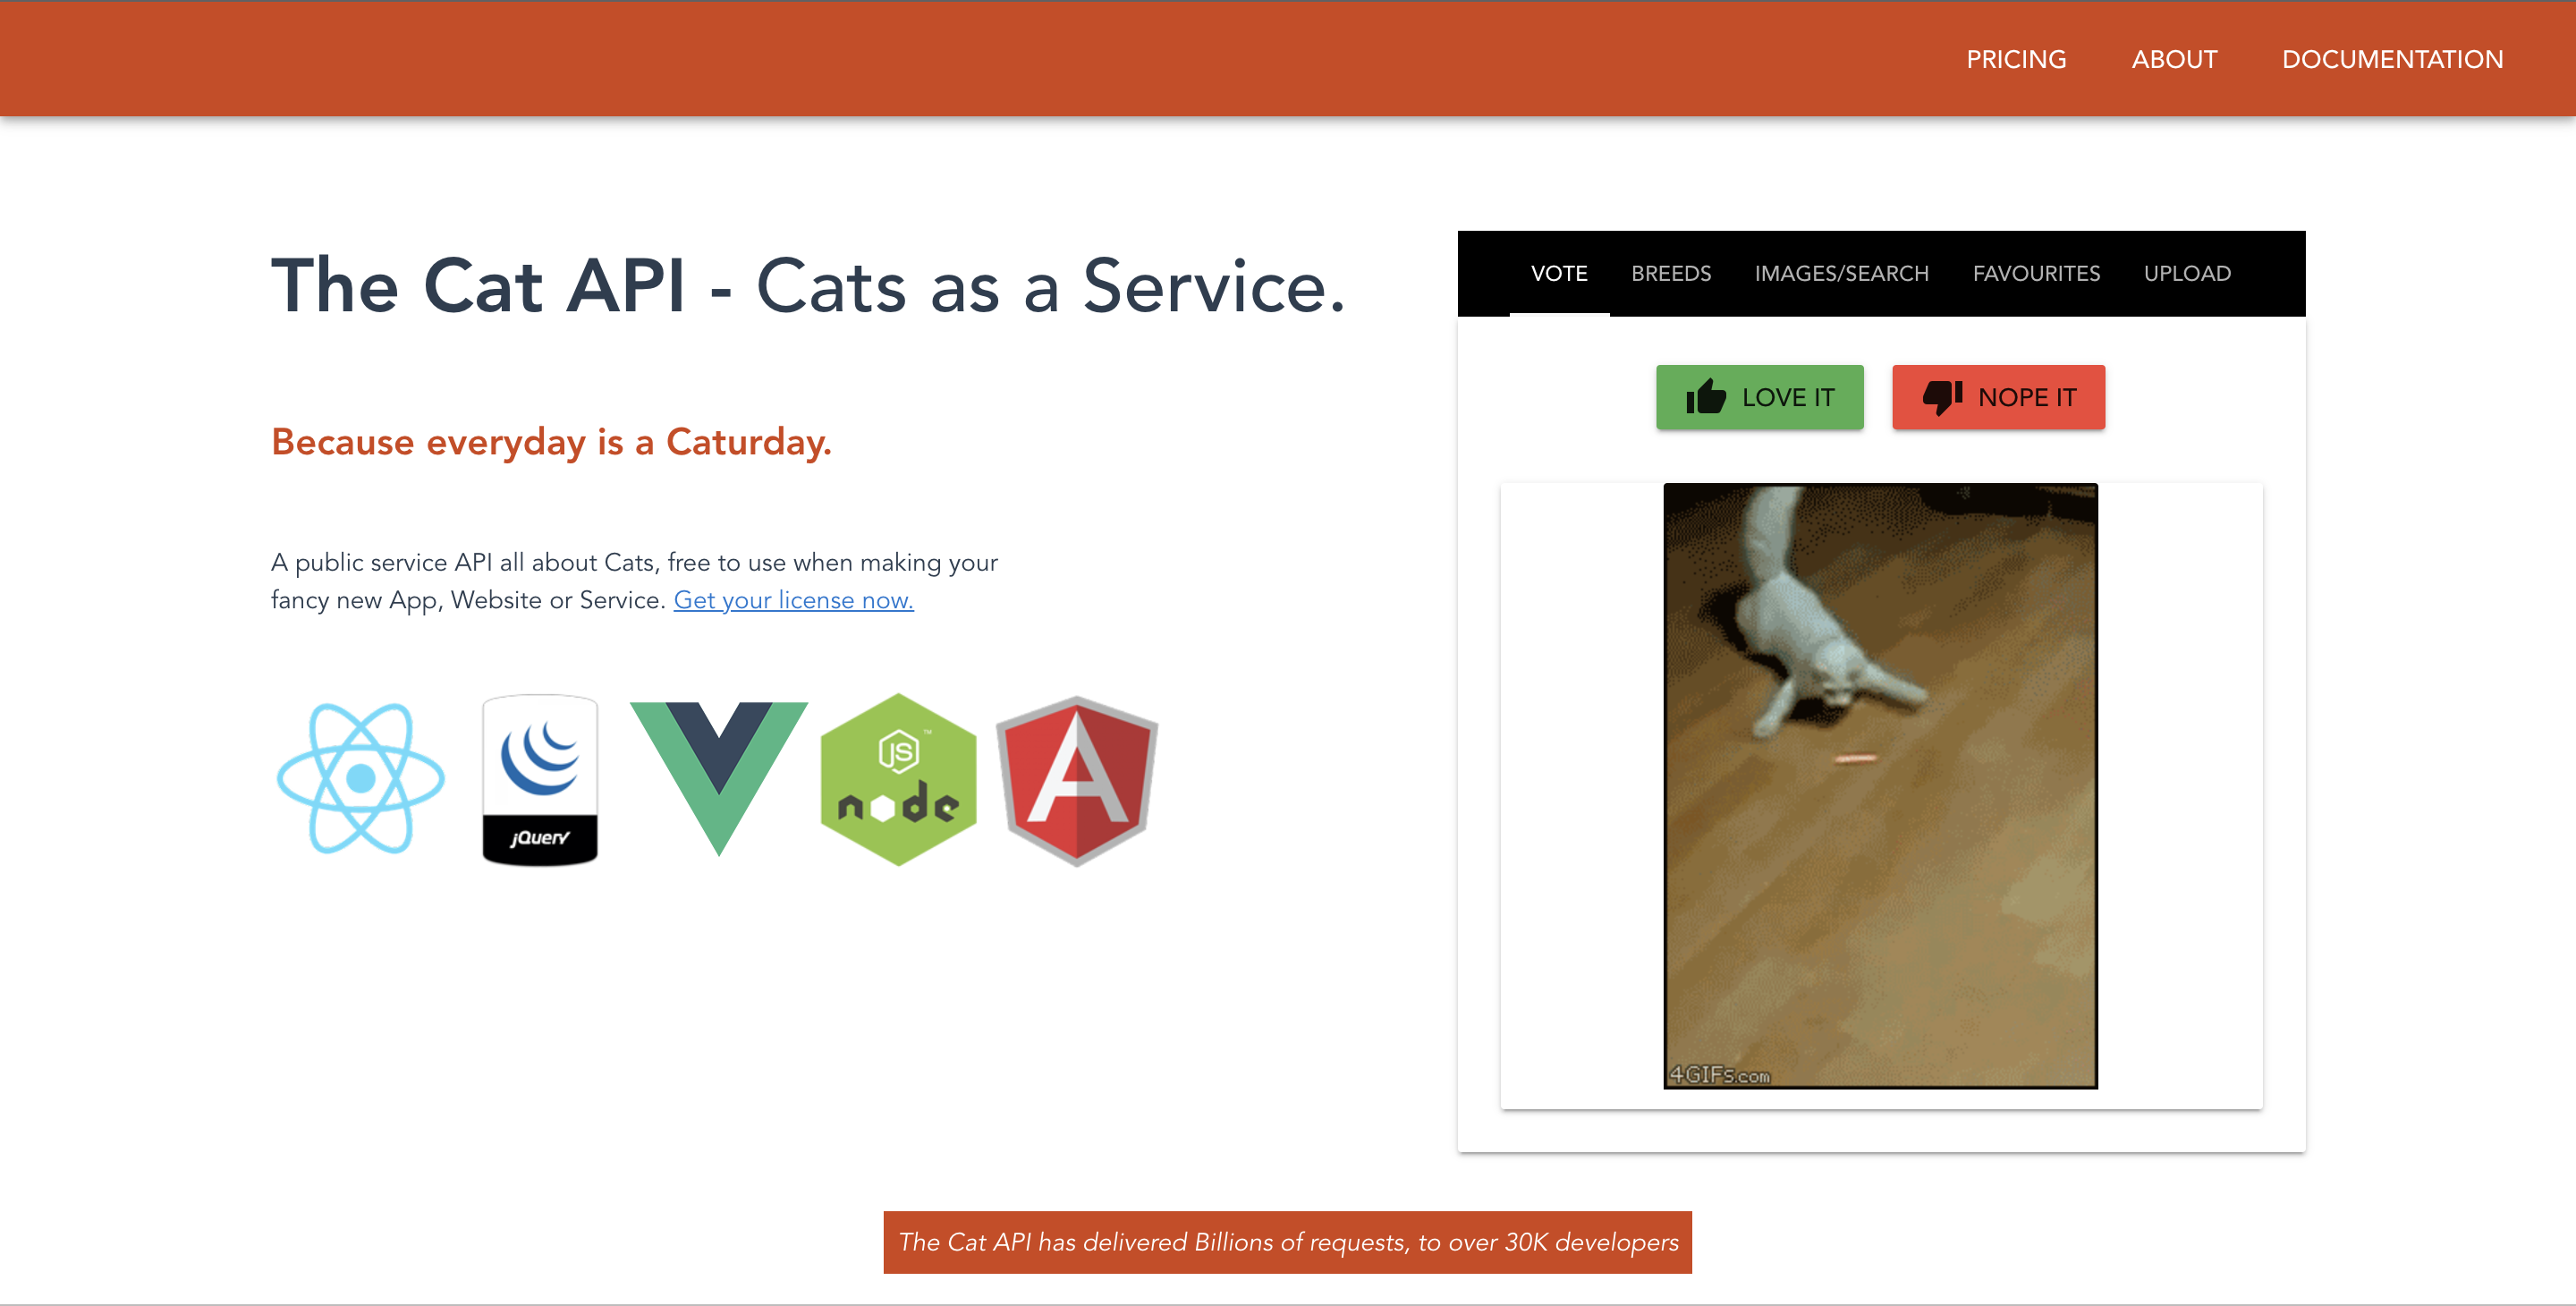 PRICING ABOUT DOCUMENTATION
The Cat API - Cats as a Service.
Because everyday is a Caturday.
A public service API all about Cats, free to use when making your
fancy new App, Website or Service. Get your license now.
JS ™
jQuery
node
A
VOTE BREEDS IMAGES/SEARCH FAVOURITES UPLOAD
LOVE IT NOPE IT
4GIFs.com
The Cat API has delivered Billions of requests, to over 30K developers